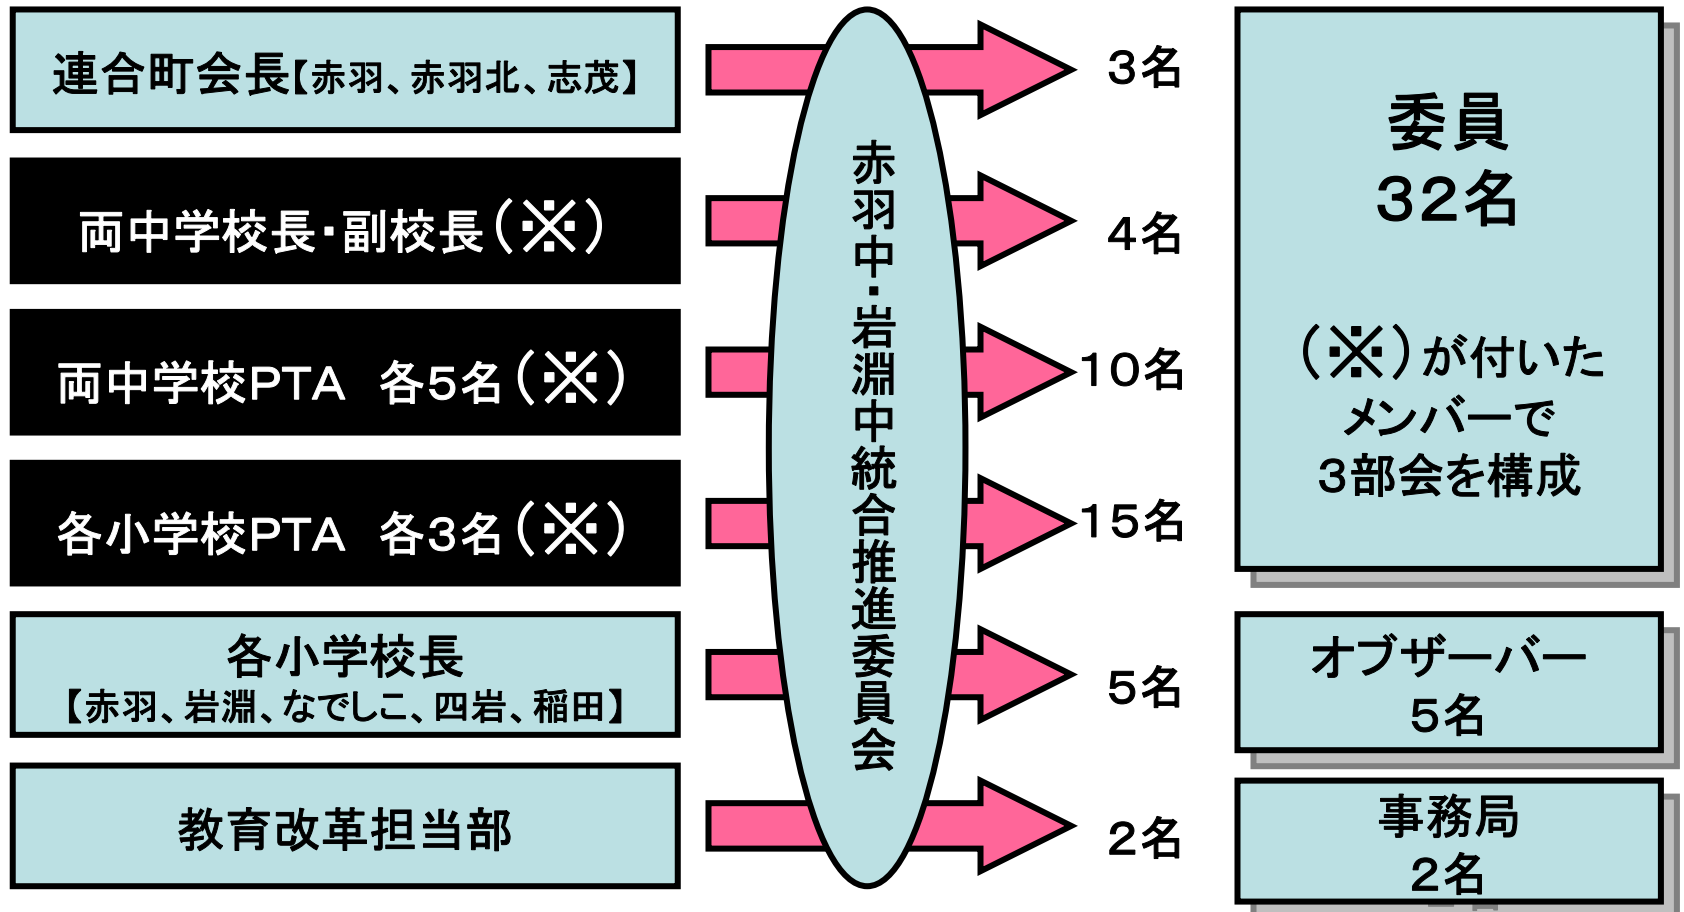 連合町会長【赤羽、赤羽北、志茂】
3名
両中学校長・副校長（※）
4名
両中学校PTA　各5名（※）
10名
各小学校PTA　各3名（※）
15名
各小学校長
【赤羽、岩淵、なでしこ、四岩、稲田】
5名
教育改革担当部
2名
赤羽中・岩淵中統合推進委員会
委員
32名
（※）が付いた
メンバーで
3部会を構成
オブザーバー
5名
事務局
2名